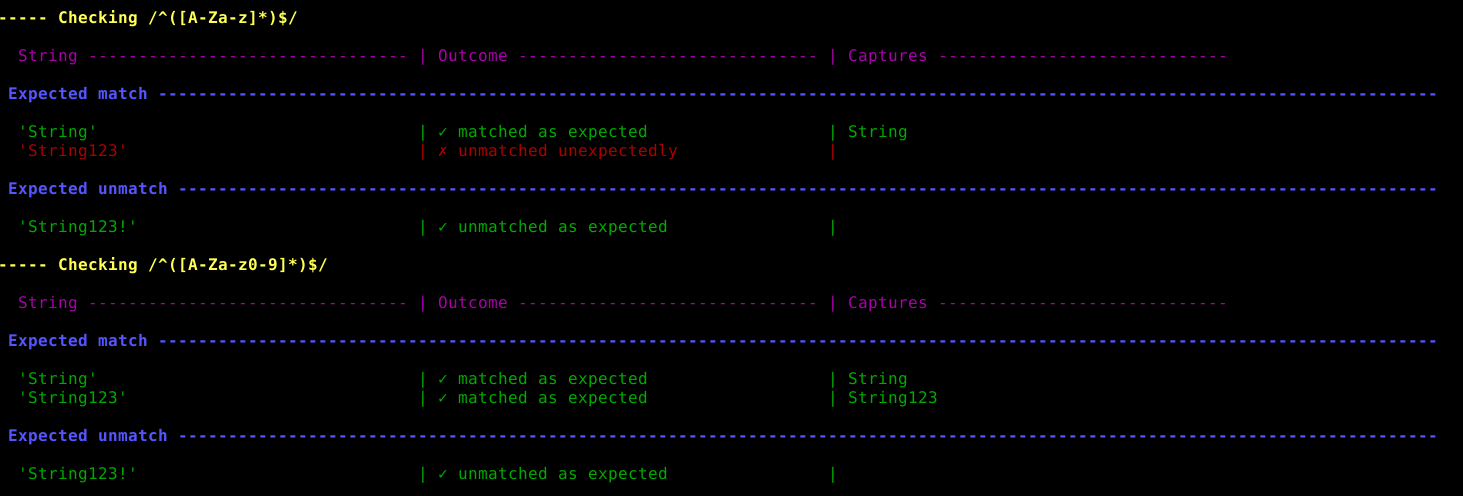 ----- Checking /^([A-Za-z]*)$/
String -------------------------------- | Outcome ------------------------------ | Captures -----------------------------
Expected match --------------------------------------------------------------------------------------------------------------------------------
'String' | ✓ matched as expected | String
'String123' | ✗ unmatched unexpectedly |
Expected unmatch ------------------------------------------------------------------------------------------------------------------------------
'String123!' | ✓ unmatched as expected |
----- Checking /^([A-Za-z0-9]*)$/
String -------------------------------- | Outcome ------------------------------ | Captures -----------------------------
Expected match --------------------------------------------------------------------------------------------------------------------------------
'String' | ✓ matched as expected | String
'String123' | ✓ matched as expected | String123
Expected unmatch ------------------------------------------------------------------------------------------------------------------------------
'String123!' | ✓ unmatched as expected |